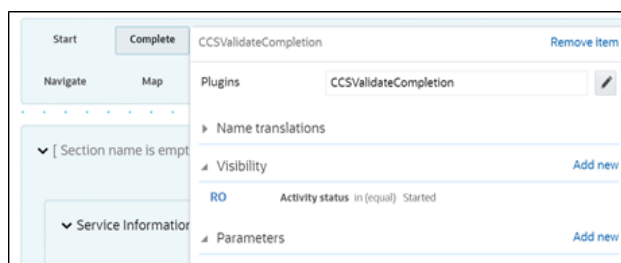 Start
Complete
CCSValidateCompletion
Remove item
Navigate
Map
Plugins
CCSValidateCompletion
Name translations
[ Section name is empt
Visibility
Add new
RO
Activity status in (equal) Started
Service Information
Parameters
Add new